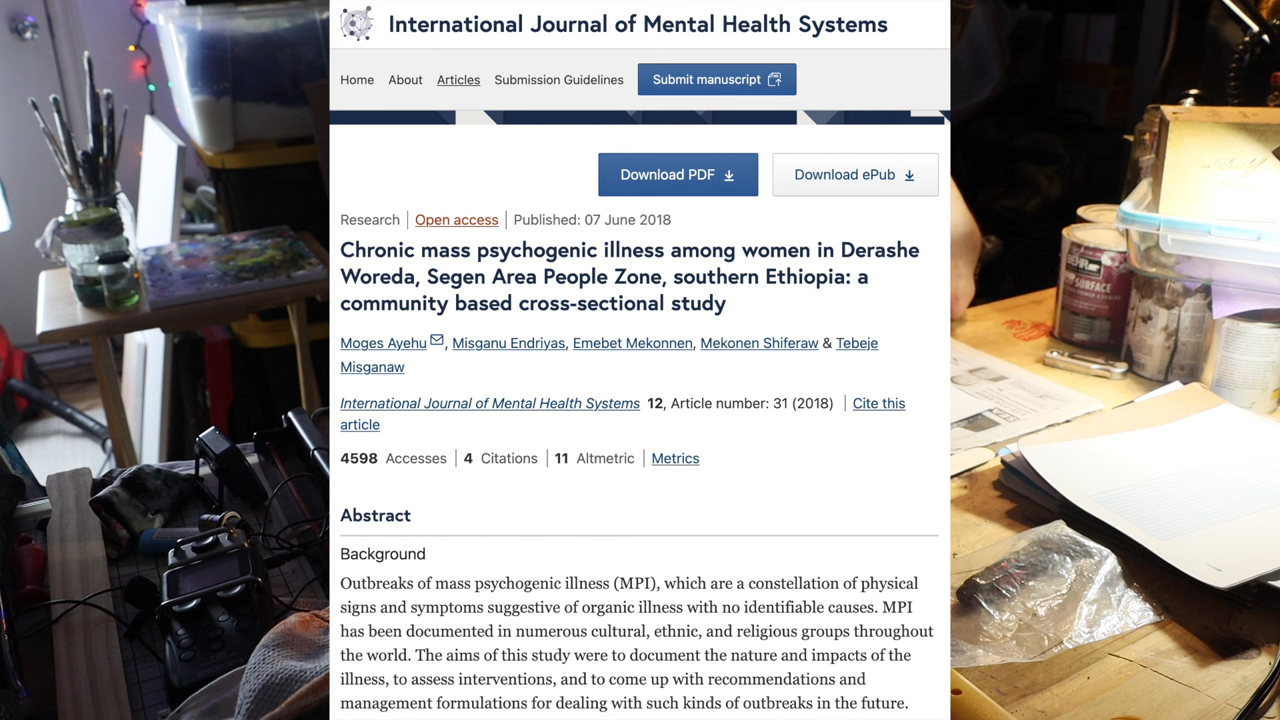 International Journal of Mental Health Systems
Home About Articles Submission Guidelines Submit manuscript
Download PDF Download ePub
Research | Open access | Published: 07 June 2018
Chronic mass psychogenic illness among women in Derashe
Woreda, Segen Area People Zone, southern Ethiopia: a
community based cross-sectional study
Moges Ayehu, Misganu Endriyas, Emebet Mekonnen, Mekonen Shiferaw & Tebeje
Misganaw
International Journal of Mental Health Systems 12, Article number: 31 (2018) | Cite this
article
4598 Accesses | 4 Citations | 11 Altmetric | Metrics
Abstract
Background
Outbreaks of mass psychogenic illness (MPI), which are a constellation of physical
signs and symptoms suggestive of organic illness with no identifiable causes. MPI
has been documented in numerous cultural, ethnic, and religious groups throughout
the world. The aims of this study were to document the nature and impacts of the
illness, to assess interventions, and to come up with recommendations and
management formulations for dealing with such kinds of outbreaks in the future.
BEHR
SURFACE